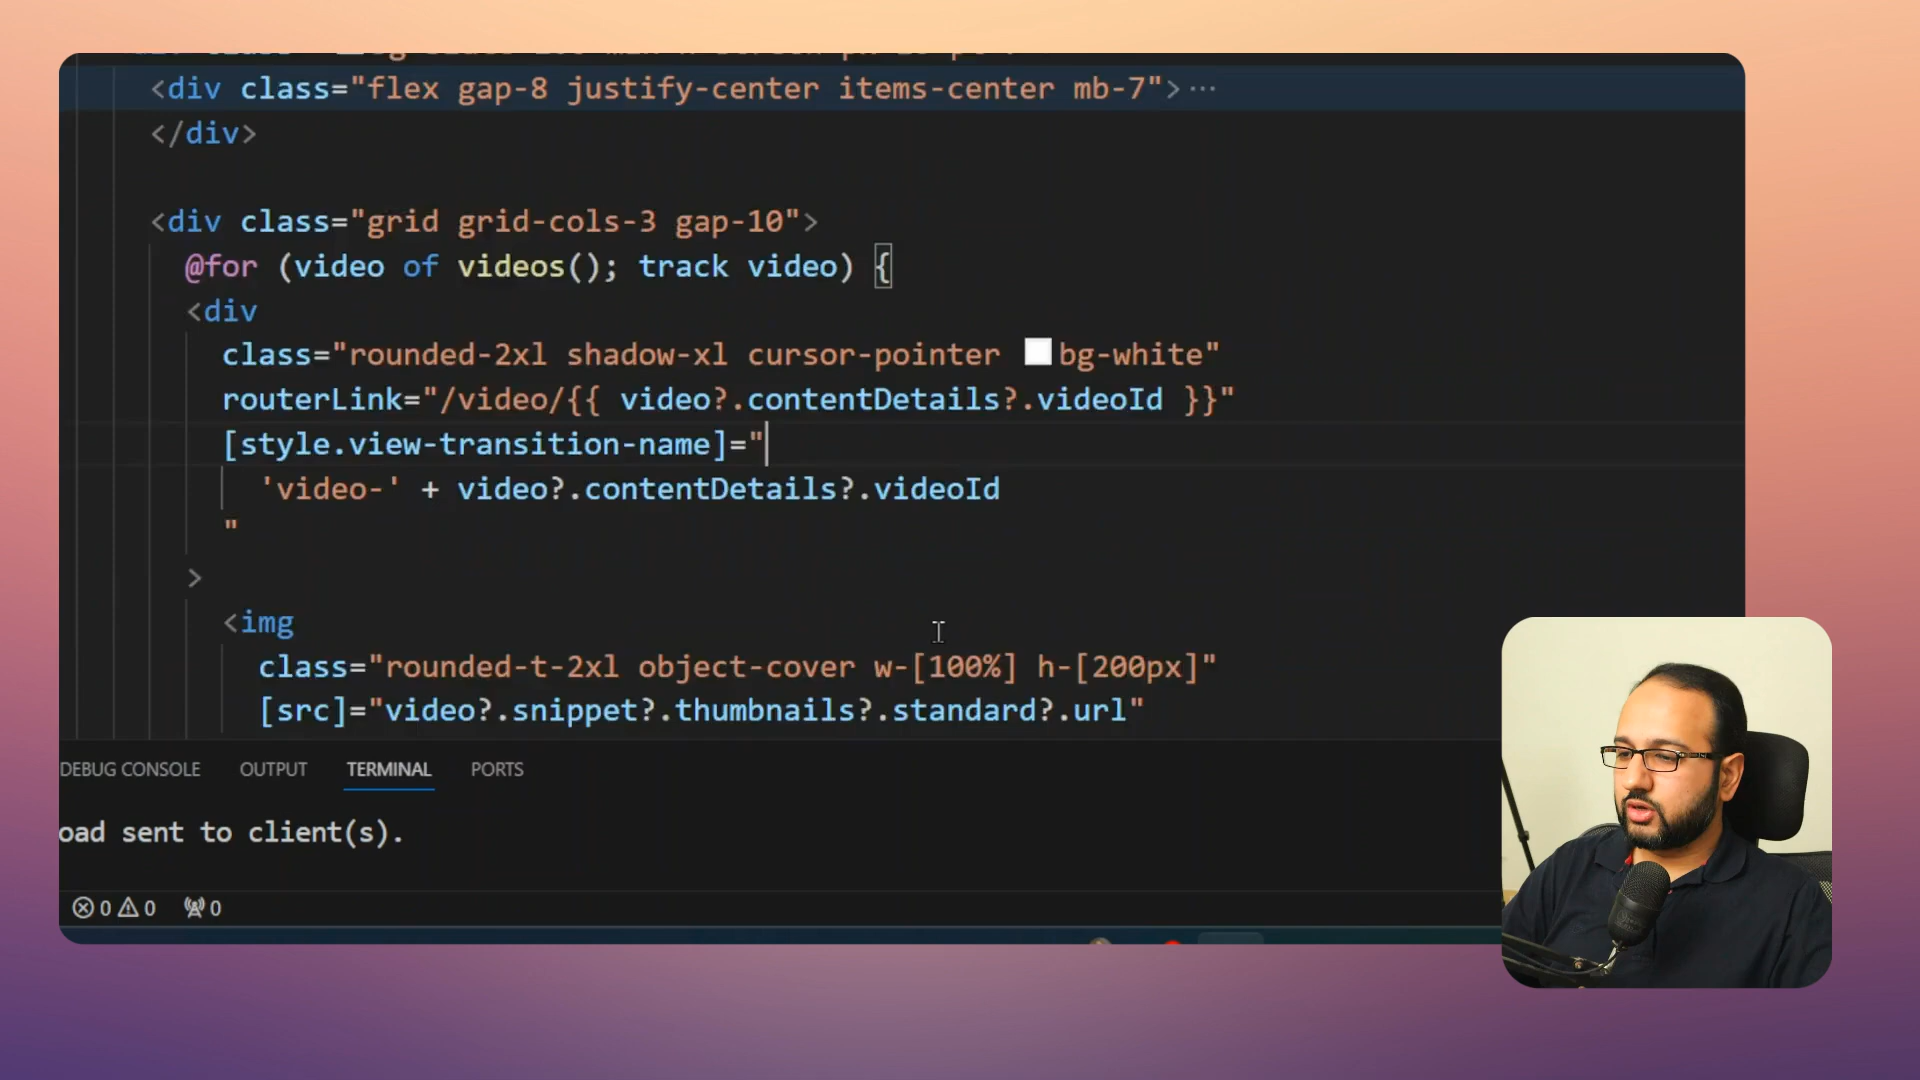 <div class="flex gap-8 justify-center items-center mb-7">···
</div>
<div class="grid grid-cols-3 gap-10">
@for (video of videos(); track video) {
<div
class="rounded-2xl shadow-xl cursor-pointer bg-white"
routerLink="/video/{{ video?.contentDetails?.videoId }}"
[style.view-transition-name]="
'video-' + video?.contentDetails?.videoId
"
>
<img
class="rounded-t-2xl object-cover w-[100%] h-[200px]"
[src]="video?.snippet?.thumbnails?.standard?.url"
DEBUG CONSOLE OUTPUT TERMINAL PORTS
oad sent to client(s).
0 0 0